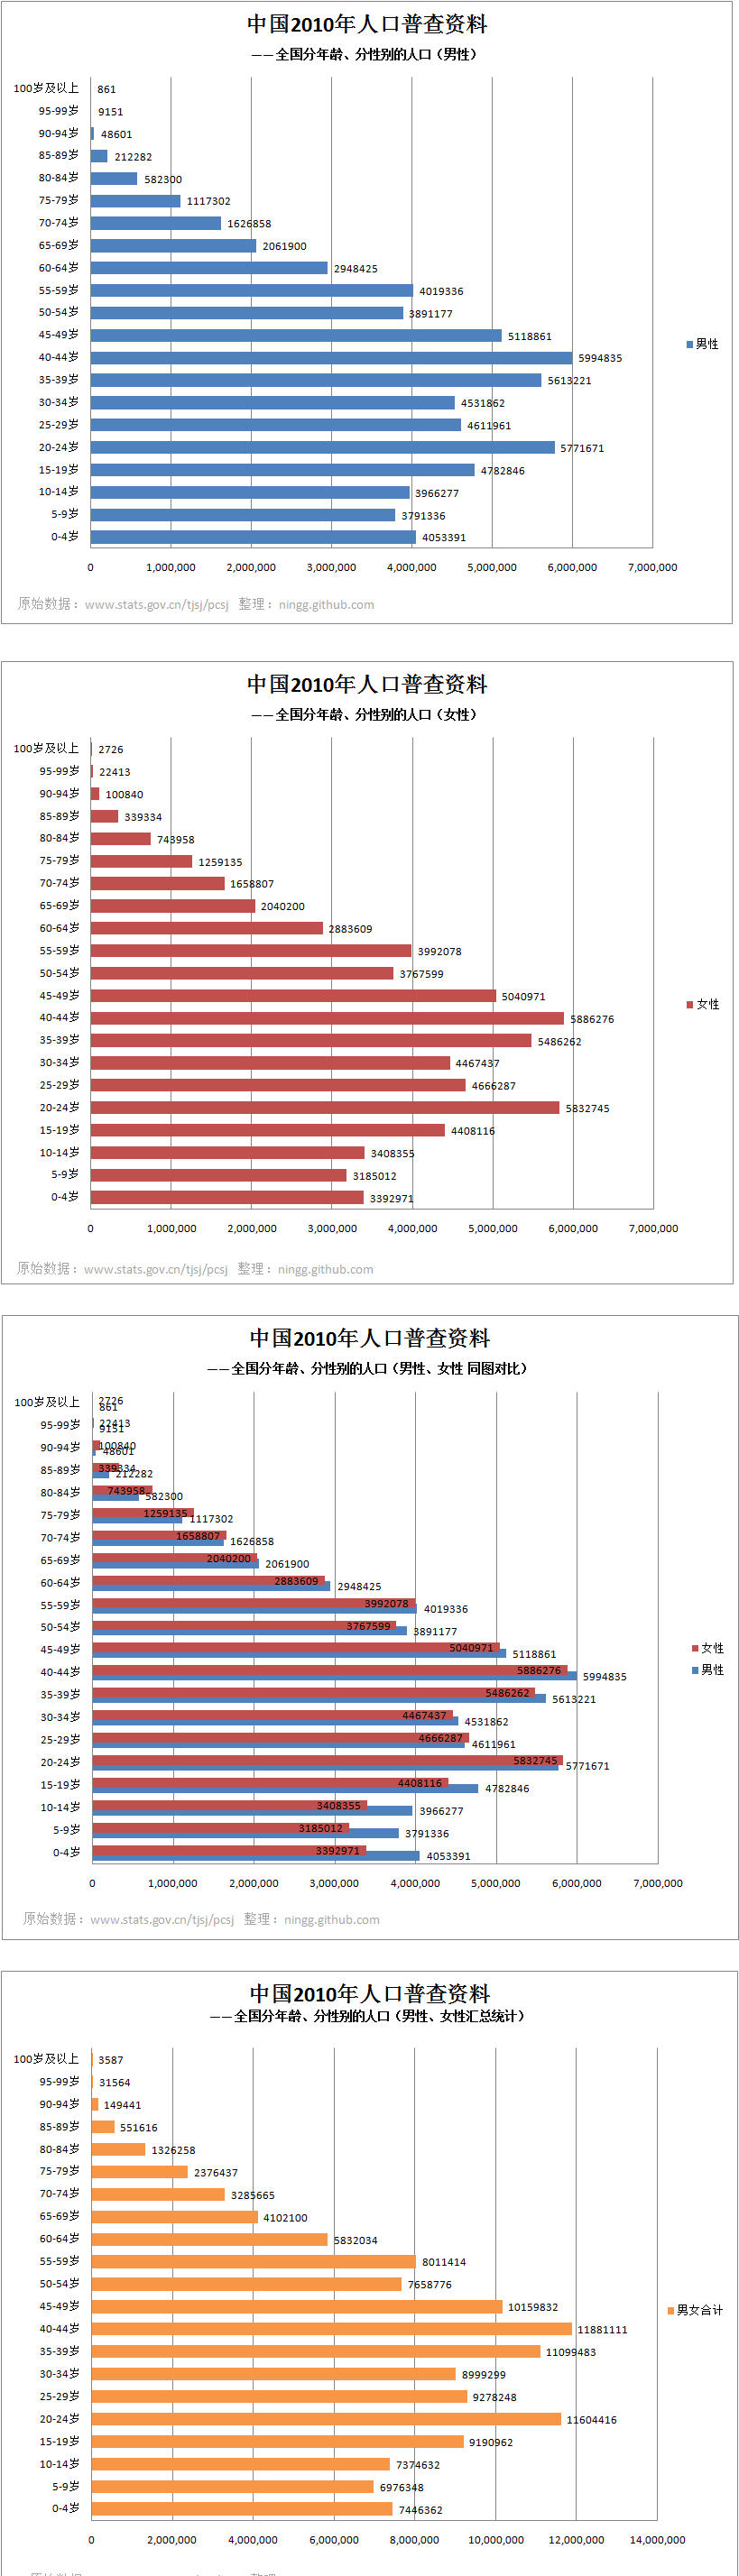 中国2010年人口普查资料
——全国分年龄、分性别的人口（男性）
100岁及以上 861
95-99岁 9151
90-94岁 48601
85-89岁 212282
80-84岁 582300
75-79岁 1117302
70-74岁 1626858
65-69岁 2061900
60-64岁 2948425
55-59岁 4019336
50-54岁 3891177
45-49岁 5118861
男性
40-44岁 5994835
35-39岁 5613221
30-34岁 4531862
25-29岁 4611961
20-24岁 5771671
15-19岁 4782846
10-14岁 3966277
5-9岁 3791336
0-4岁 4053391
0 1,000,000 2,000,000 3,000,000 4,000,000 5,000,000 6,000,000 7,000,000
原始数据：www.stats.gov.cn/tjsj/pcsj 整理：ningg.github.com
中国2010年人口普查资料
——全国分年龄、分性别的人口（女性）
100岁及以上 2726
95-99岁 22413
90-94岁 100840
85-89岁 339334
80-84岁 743958
75-79岁 1259135
70-74岁 1658807
65-69岁 2040200
60-64岁 2883609
55-59岁 3992078
50-54岁 3767599
45-49岁 5040971
女性
40-44岁 5886276
35-39岁 5486262
30-34岁 4467437
25-29岁 4666287
20-24岁 5832745
15-19岁 4408116
10-14岁 3408355
5-9岁 3185012
0-4岁 3392971
0 1,000,000 2,000,000 3,000,000 4,000,000 5,000,000 6,000,000 7,000,000
原始数据：www.stats.gov.cn/tjsj/pcsj 整理：ningg.github.com
中国2010年人口普查资料
——全国分年龄、分性别的人口（男性、女性 同图对比）
100岁及以上 2726 861
95-99岁 22413 9151
90-94岁 100840 48601
85-89岁 339334 212282
80-84岁 743958 582300
75-79岁 1259135 1117302
70-74岁 1658807 1626858
65-69岁 2040200 2061900
60-64岁 2883609 2948425
55-59岁 3992078 4019336
50-54岁 3767599 3891177
45-49岁 5040971 5118861
女性
40-44岁 5886276 5994835
男性
35-39岁 5486262 5613221
30-34岁 4467437 4531862
25-29岁 4666287 4611961
20-24岁 5832745 5771671
15-19岁 4408116 4782846
10-14岁 3408355 3966277
5-9岁 3185012 3791336
0-4岁 3392971 4053391
0 1,000,000 2,000,000 3,000,000 4,000,000 5,000,000 6,000,000 7,000,000
原始数据：www.stats.gov.cn/tjsj/pcsj 整理：ningg.github.com
中国2010年人口普查资料
——全国分年龄、分性别的人口（男性、女性汇总统计）
100岁及以上 3587
95-99岁 31564
90-94岁 149441
85-89岁 551616
80-84岁 1326258
75-79岁 2376437
70-74岁 3285665
65-69岁 4102100
60-64岁 5832034
55-59岁 8011414
50-54岁 7658776
45-49岁 10159832
男女合计
40-44岁 11881111
35-39岁 11099483
30-34岁 8999299
25-29岁 9278248
20-24岁 11604416
15-19岁 9190962
10-14岁 7374632
5-9岁 6976348
0-4岁 7446362
0 2,000,000 4,000,000 6,000,000 8,000,000 10,000,000 12,000,000 14,000,000